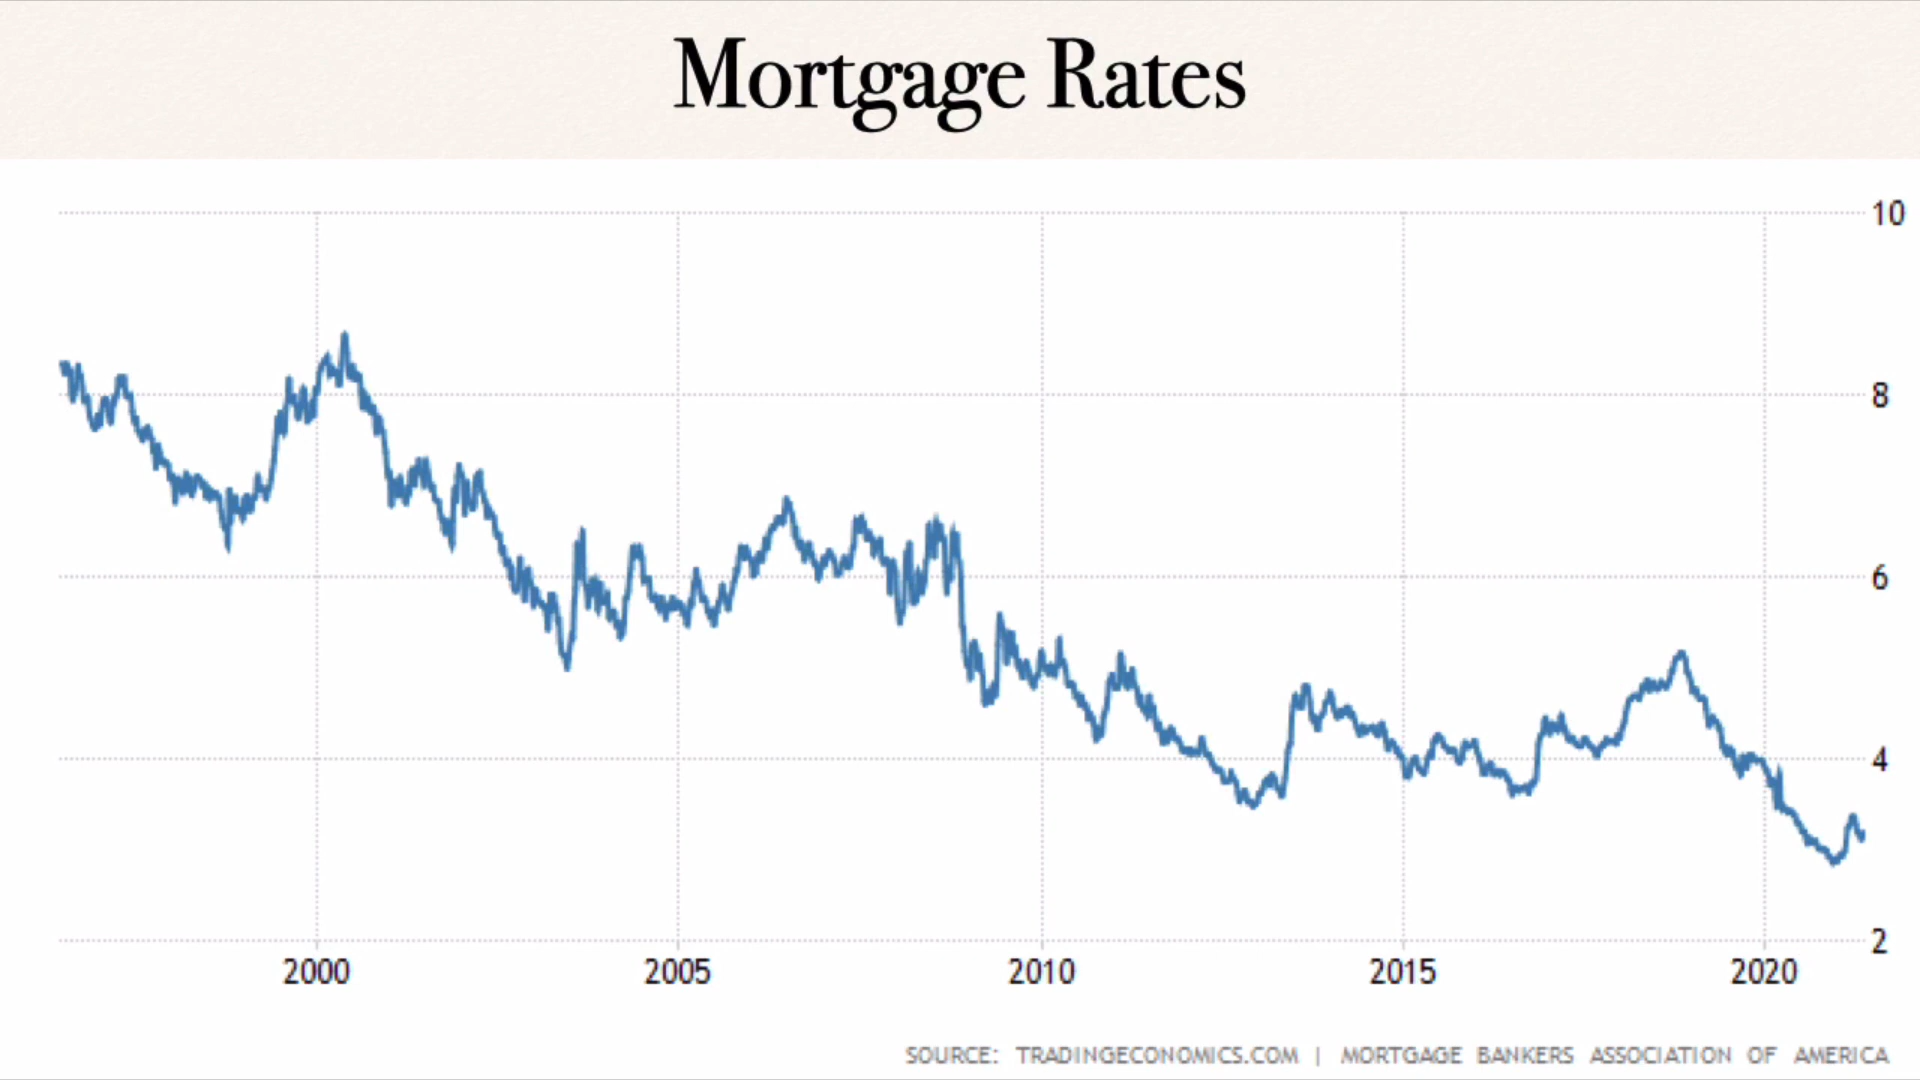 Mortgage Rates
10
8
6
4
2
2000 2005 2010 2015 2020
SOURCE: TRADINGECONOMICS.COM | MORTGAGE BANKERS ASSOCIATION OF AMERICA